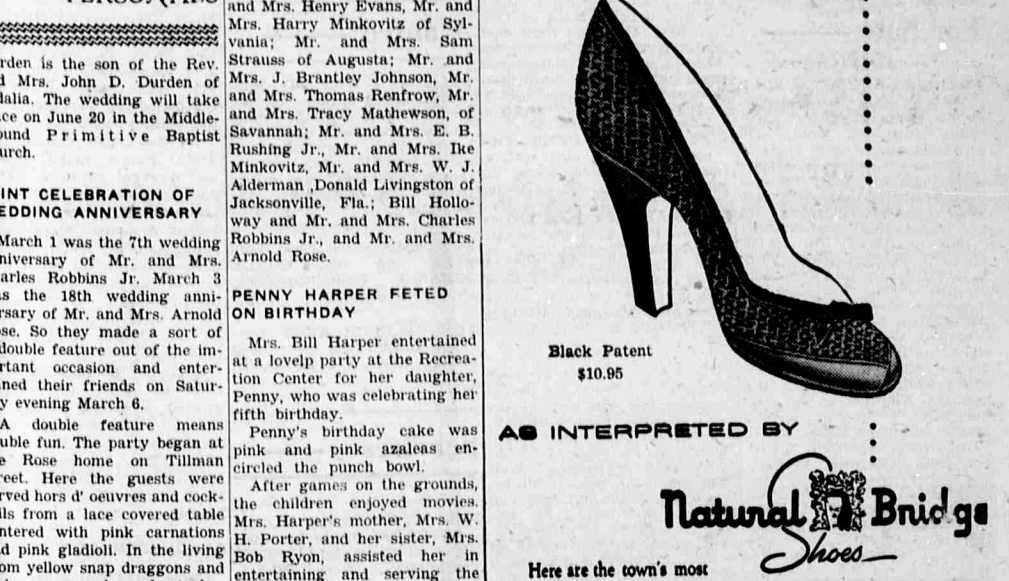 rden is the son of the Rev.
d Mrs. John D. Durden of
dalia. The wedding will take
ce on June 20 in the Middle-
ound Primitive Baptist
urch.
INT CELEBRATION OF
EDDING ANNIVERSARY
March 1 was the 7th wedding
niversary of Mr. and Mrs.
arles Robbins Jr. March 3
s the 18th wedding anni-
rsary of Mr. and Mrs. Arnold
se. So they made a sort of
double feature out of the im-
rtant occasion and enter-
ned their friends on Satur-
y evening March 6.
A double feature means
uble fun. The party began at
e Rose home on Tillman
reet. Here the guests were
rved hors d' oeuvres and cock-
ils from a lace covered table
ntered with pink carnations
d pink gladioli. In the living
om yellow snap draggons and
and Mrs. Henry Evans, Mr. and
Mrs. Harry Minkovitz of Syl-
vania; Mr. and Mrs. Sam
Strauss of Augusta; Mr. and
Mrs. J. Brantley Johnson, Mr.
and Mrs. Thomas Renfrow, Mr.
and Mrs. Tracy Mathewson, of
Savannah; Mr. and Mrs. E. B.
Rushing Jr., Mr. and Mrs. Ike
Minkovitz, Mr. and Mrs. W. J.
Alderman ,Donald Livingston of
Jacksonville, Fla.; Bill Hollo-
way and Mr. and Mrs. Charles
Robbins Jr., and Mr. and Mrs.
Arnold Rose.
PENNY HARPER FETED
ON BIRTHDAY
Mrs. Bill Harper entertained
at a lovelp party at the Recrea-
tion Center for her daughter,
Penny, who was celebrating her
fifth birthday.
Penny's birthday cake was
pink and pink azaleas en-
circled the punch bowl.
After games on the grounds,
the children enjoyed movies.
Mrs. Harper's mother, Mrs. W.
H. Porter, and her sister, Mrs.
Bob Ryon, assisted her in
entertaining and serving the
Black Patent
$10.95
AS INTERPRETED BY
Natural Bridge
Shoes
Here are the town's most